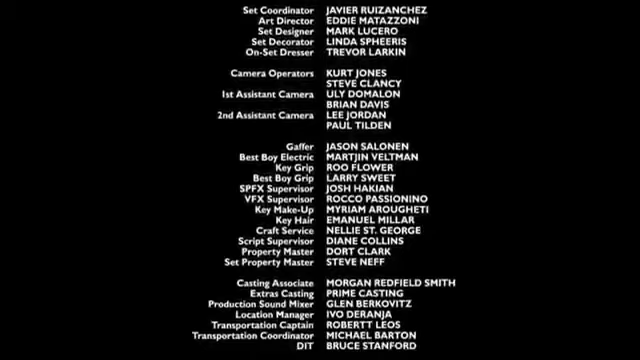 Set Coordinator JAVIER RUIZANCHEZ
Art Director EDDIE MATAZZONI
Set Designer MARK LUCERO
Set Decorator LINDA SPHEERIS
On-Set Dresser TREVOR LARKIN
Camera Operators KURT JONES
STEVE CLANCY
1st Assistant Camera ULY DOMALON
BRIAN DAVIS
2nd Assistant Camera LEE JORDAN
PAUL TILDEN
Gaffer JASON SALONEN
Best Boy Electric MARTJIN VELTMAN
Key Grip ROO FLOWER
Best Boy Grip LARRY SWEET
SPFX Supervisor JOSH HAKIAN
VFX Supervisor ROCCO PASSIONINO
Key Make-Up MYRIAM AROUGHETI
Key Hair EMANUEL MILLAR
Craft Service NELLIE ST. GEORGE
Script Supervisor DIANE COLLINS
Property Master DORT CLARK
Set Property Master STEVE NEFF
Casting Associate MORGAN REDFIELD SMITH
Extras Casting PRIME CASTING
Production Sound Mixer GLEN BERKOVITZ
Location Manager IVO DERANJA
Transportation Captain ROBERTT LEOS
Transportation Coordinator MICHAEL BARTON
DIT BRUCE STANFORD